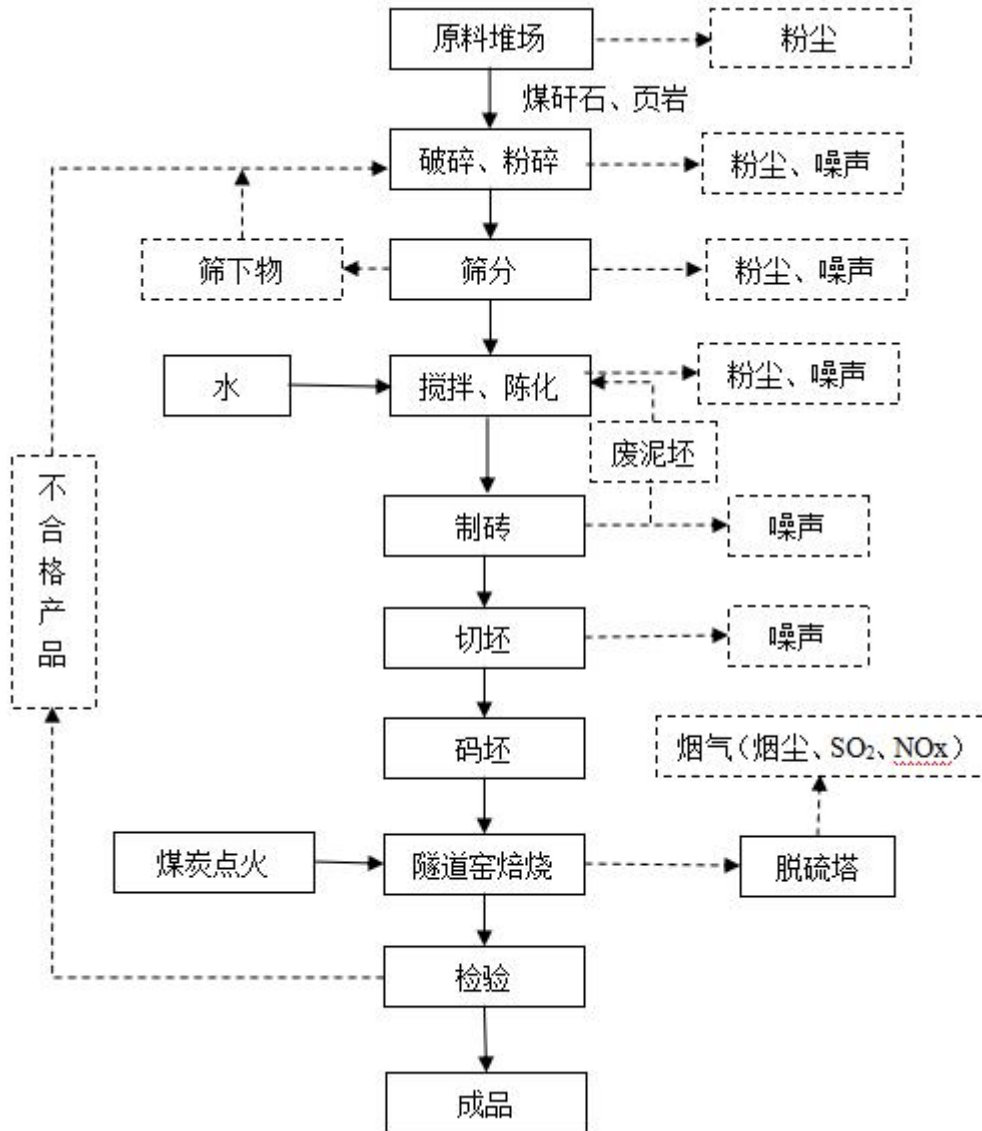 原料堆场
粉尘
煤矸石、页岩
破碎、粉碎
粉尘、噪声
筛下物
筛分
粉尘、噪声
水
搅拌、陈化
粉尘、噪声
废泥坯
不合格产品
制砖
噪声
切坯
噪声
码坯
烟气（烟尘、SO₂、NOx）
煤炭点火
隧道窑焙烧
脱硫塔
检验
成品